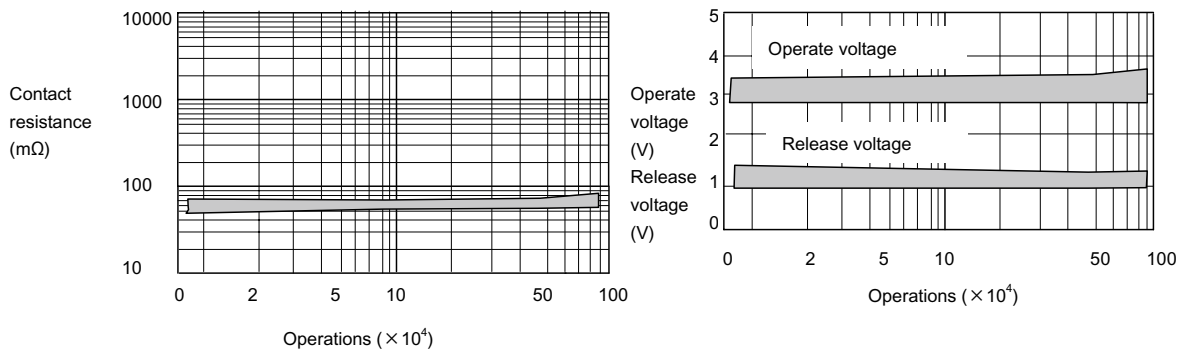 10000
1000
100
10
Contact
resistance
(mΩ)
0 2 5 10 50 100
Operations (×10⁴)
5
4
3
2
1
0
Operate
voltage
(V)
Release
voltage
(V)
Operate voltage
Release voltage
0 2 5 10 50 100
Operations (×10⁴)